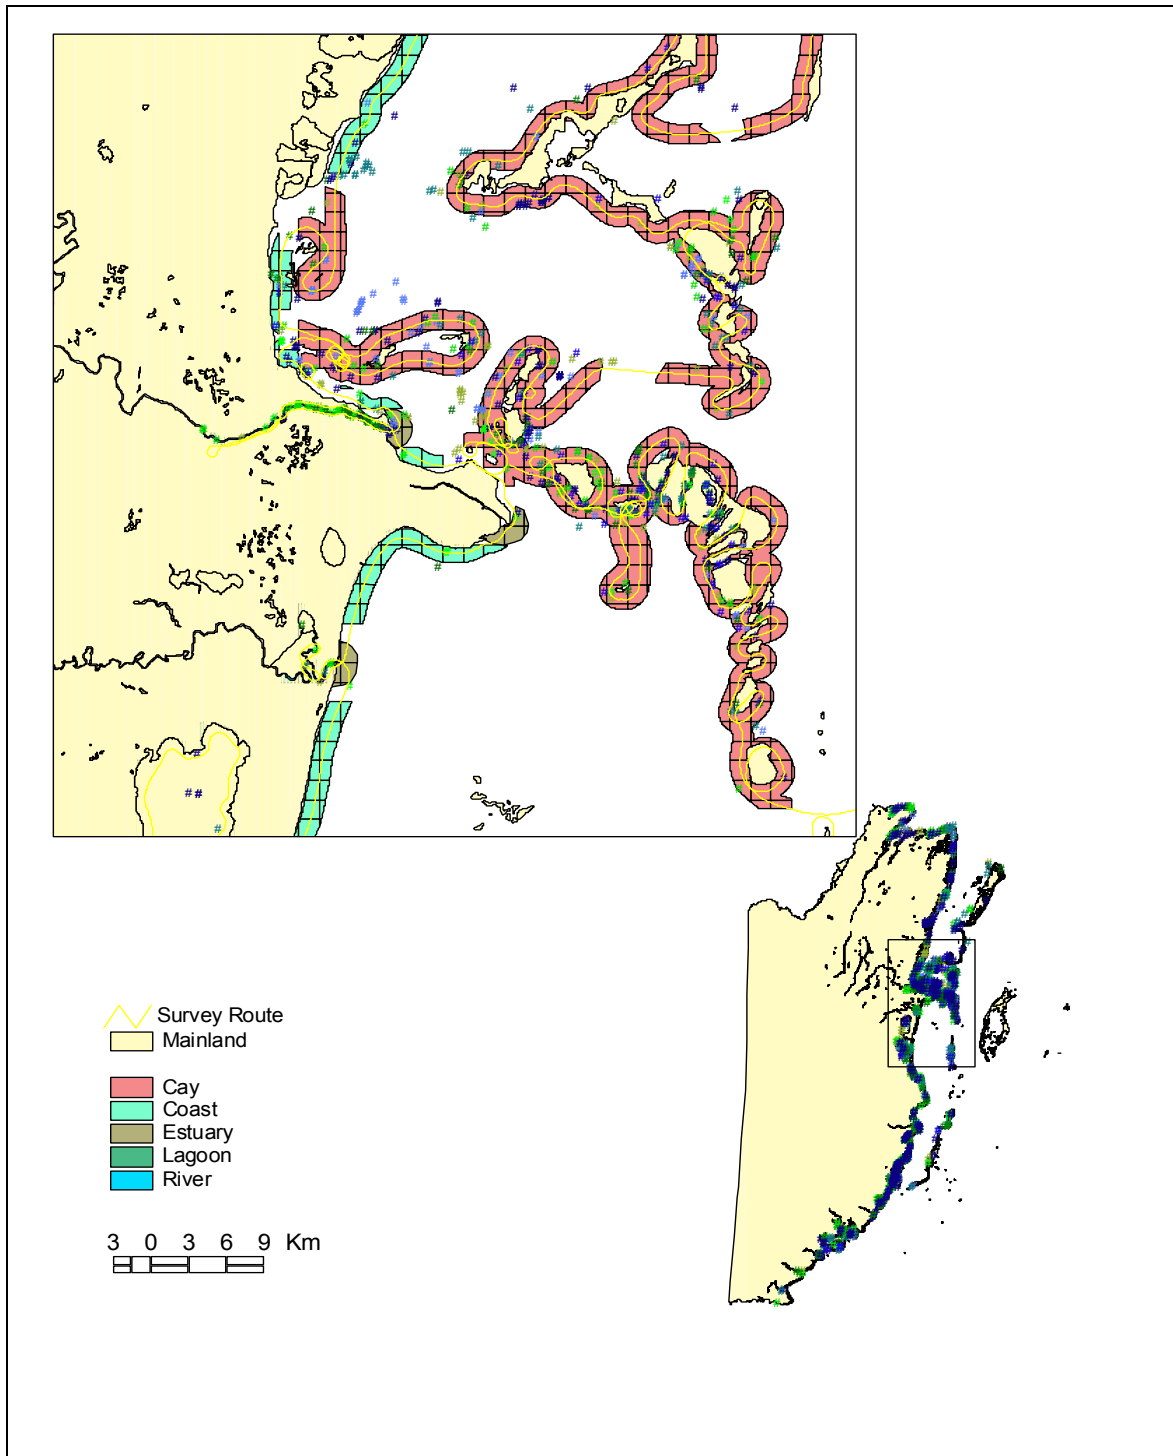 Survey Route
Mainland
Cay
Coast
Estuary
Lagoon
River
3 0 3 6 9 Km